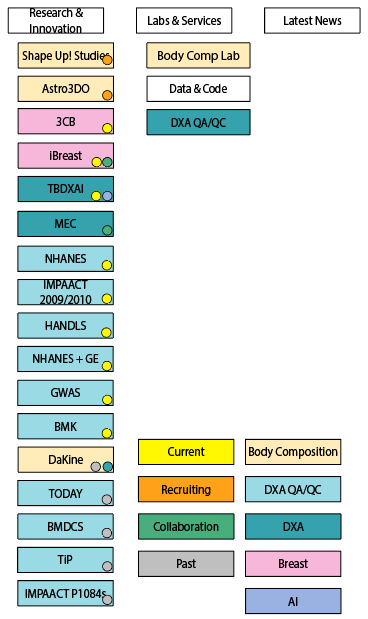 Research &
Innovation
Labs & Services
Latest News
Shape Up! Studies
Body Comp Lab
Astro3DO
Data & Code
3CB
DXA QA/QC
iBreast
TBDXAI
MEC
NHANES
IMPAACT
2009/2010
HANDLS
NHANES + GE
GWAS
BMK
Current
Body Composition
DaKine
TODAY
Recruiting
DXA QA/QC
BMDCS
Collaboration
DXA
TiP
Past
Breast
IMPAACT P1084s
AI